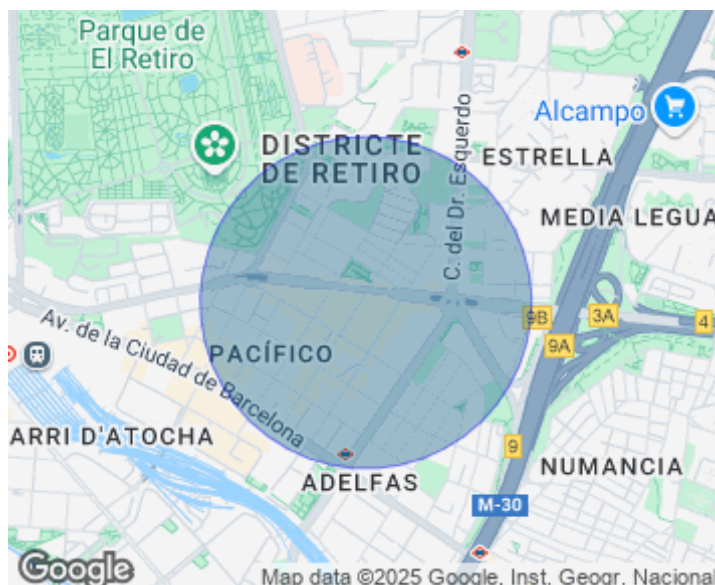 Parque de
El Retiro
Alcampo
DISTRICTE
DE RETIRO
ESTRELLA
C. del Dr. Esquerdo
MEDIA LEGUA
9B
3A
4
9A
Av. de la Ciudad de Barcelona
PACÍFICO
ARRI D'ATOCHA
9
NUMANCIA
ADELFAS
M-30
Google
Map data ©2025 Google, Inst. Geogr. Nacional